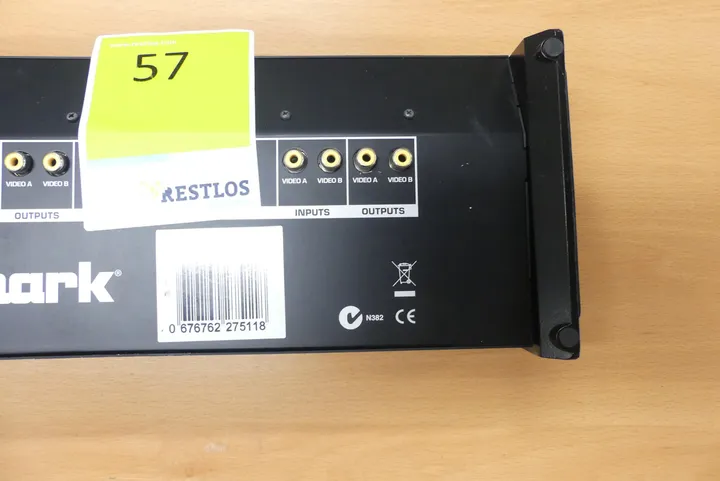 57
RESTLOS
VIDEO A VIDEO B
OUTPUTS
VIDEO A VIDEO B VIDEO A VIDEO B
INPUTS OUTPUTS
mark®
0 676762 275118
N382 CE